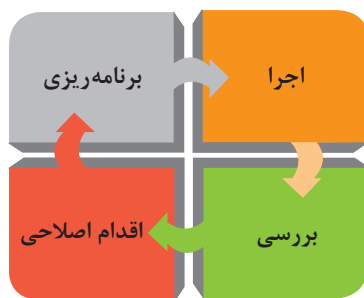 برنامه‌ریزی
اجرا
بررسی
اقدام اصلاحی